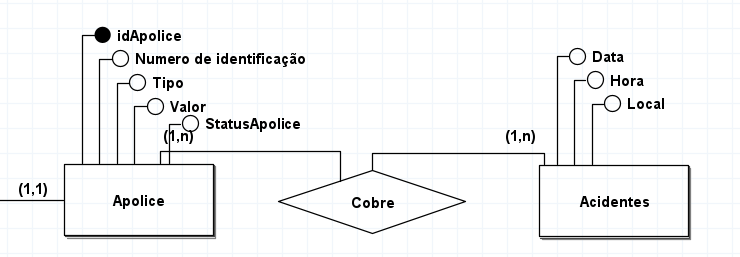 idApolice
Numero de identificação
Tipo
Valor
StatusApolice
(1,n)
(1,1)
Apolice
Cobre
Data
Hora
Local
(1,n)
Acidentes